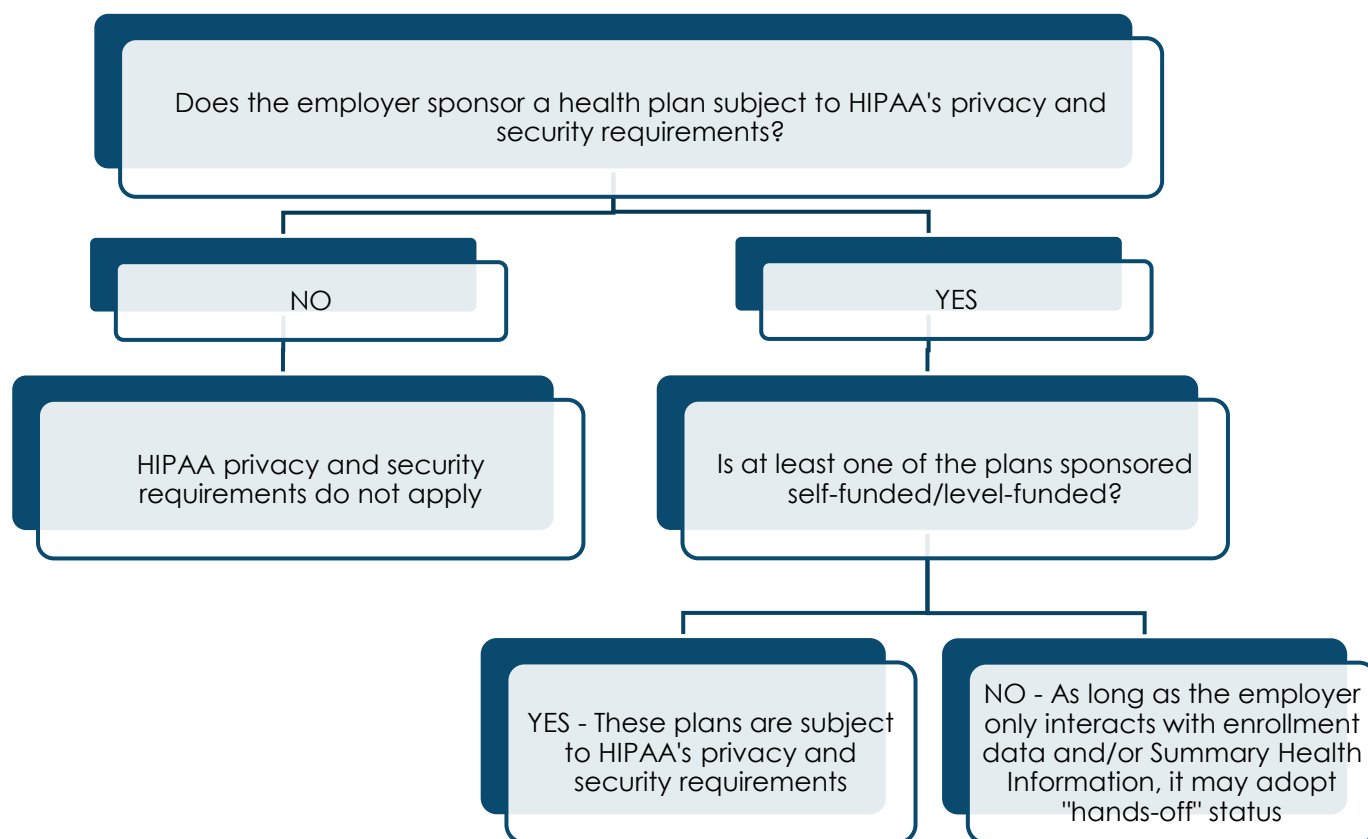 Does the employer sponsor a health plan subject to HIPAA's privacy and
security requirements?
NO
YES
HIPAA privacy and security
requirements do not apply
Is at least one of the plans sponsored
self-funded/level-funded?
YES - These plans are subject
to HIPAA's privacy and
security requirements
NO - As long as the employer
only interacts with enrollment
data and/or Summary Health
Information, it may adopt
"hands-off" status